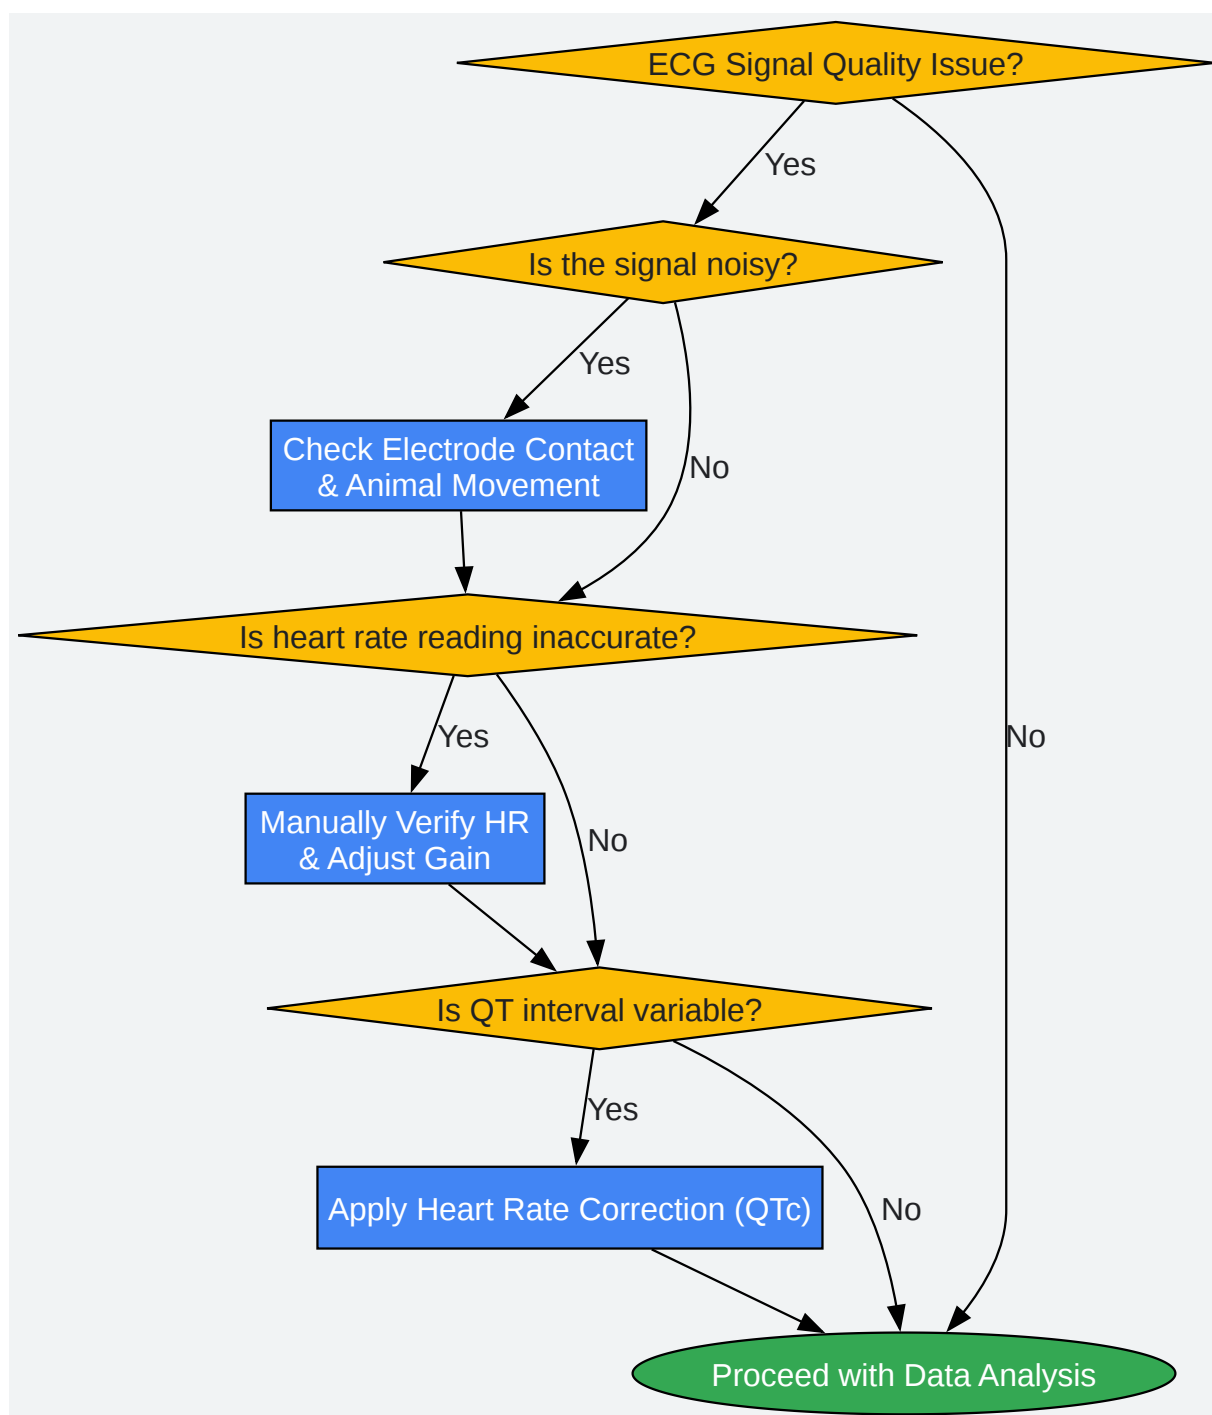 ECG Signal Quality Issue?
Yes
Is the signal noisy?
Yes
Check Electrode Contact
& Animal Movement
No
Is heart rate reading inaccurate?
Yes
No
Manually Verify HR
& Adjust Gain
No
Is QT interval variable?
Yes
Apply Heart Rate Correction (QTc)
No
Proceed with Data Analysis